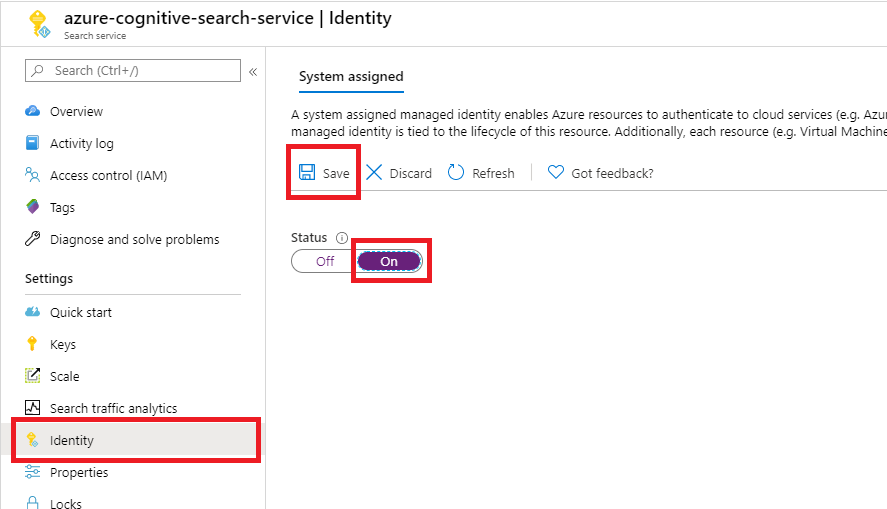 azure-cognitive-search-service | Identity
Search service
Search (Ctrl+/)
«
Overview
Activity log
Access control (IAM)
Tags
Diagnose and solve problems
Settings
Quick start
Keys
Scale
Search traffic analytics
Identity
Properties
Locks
System assigned
A system assigned managed identity enables Azure resources to authenticate to cloud services (e.g. Azu
managed identity is tied to the lifecycle of this resource. Additionally, each resource (e.g. Virtual Machine
Save Discard Refresh Got feedback?
Status
Off On